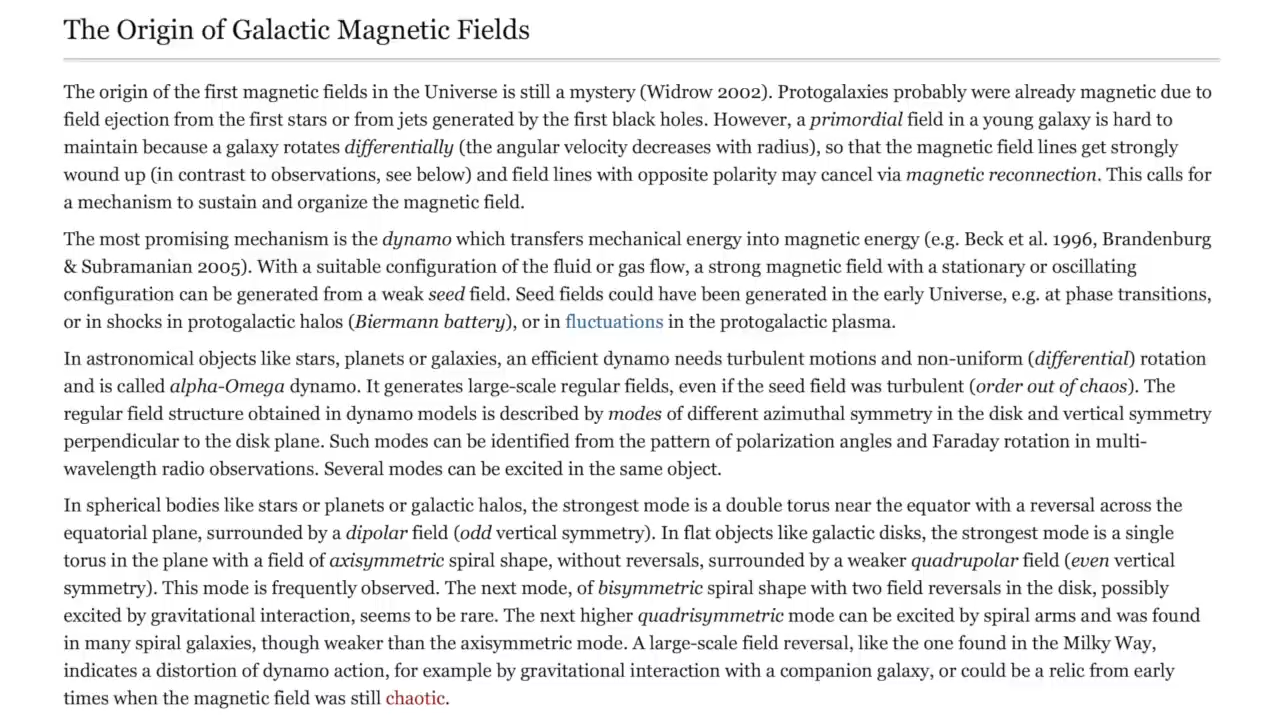 The Origin of Galactic Magnetic Fields
The origin of the first magnetic fields in the Universe is still a mystery (Widrow 2002). Protogalaxies probably were already magnetic due to
field ejection from the first stars or from jets generated by the first black holes. However, a primordial field in a young galaxy is hard to
maintain because a galaxy rotates differentially (the angular velocity decreases with radius), so that the magnetic field lines get strongly
wound up (in contrast to observations, see below) and field lines with opposite polarity may cancel via magnetic reconnection. This calls for
a mechanism to sustain and organize the magnetic field.
The most promising mechanism is the dynamo which transfers mechanical energy into magnetic energy (e.g. Beck et al. 1996, Brandenburg
& Subramanian 2005). With a suitable configuration of the fluid or gas flow, a strong magnetic field with a stationary or oscillating
configuration can be generated from a weak seed field. Seed fields could have been generated in the early Universe, e.g. at phase transitions,
or in shocks in protogalactic halos (Biermann battery), or in fluctuations in the protogalactic plasma.
In astronomical objects like stars, planets or galaxies, an efficient dynamo needs turbulent motions and non-uniform (differential) rotation
and is called alpha-Omega dynamo. It generates large-scale regular fields, even if the seed field was turbulent (order out of chaos). The
regular field structure obtained in dynamo models is described by modes of different azimuthal symmetry in the disk and vertical symmetry
perpendicular to the disk plane. Such modes can be identified from the pattern of polarization angles and Faraday rotation in multi-
wavelength radio observations. Several modes can be excited in the same object.
In spherical bodies like stars or planets or galactic halos, the strongest mode is a double torus near the equator with a reversal across the
equatorial plane, surrounded by a dipolar field (odd vertical symmetry). In flat objects like galactic disks, the strongest mode is a single
torus in the plane with a field of axisymmetric spiral shape, without reversals, surrounded by a weaker quadrupolar field (even vertical
symmetry). This mode is frequently observed. The next mode, of bisymmetric spiral shape with two field reversals in the disk, possibly
excited by gravitational interaction, seems to be rare. The next higher quadrisymmetric mode can be excited by spiral arms and was found
in many spiral galaxies, though weaker than the axisymmetric mode. A large-scale field reversal, like the one found in the Milky Way,
indicates a distortion of dynamo action, for example by gravitational interaction with a companion galaxy, or could be a relic from early
times when the magnetic field was still chaotic.